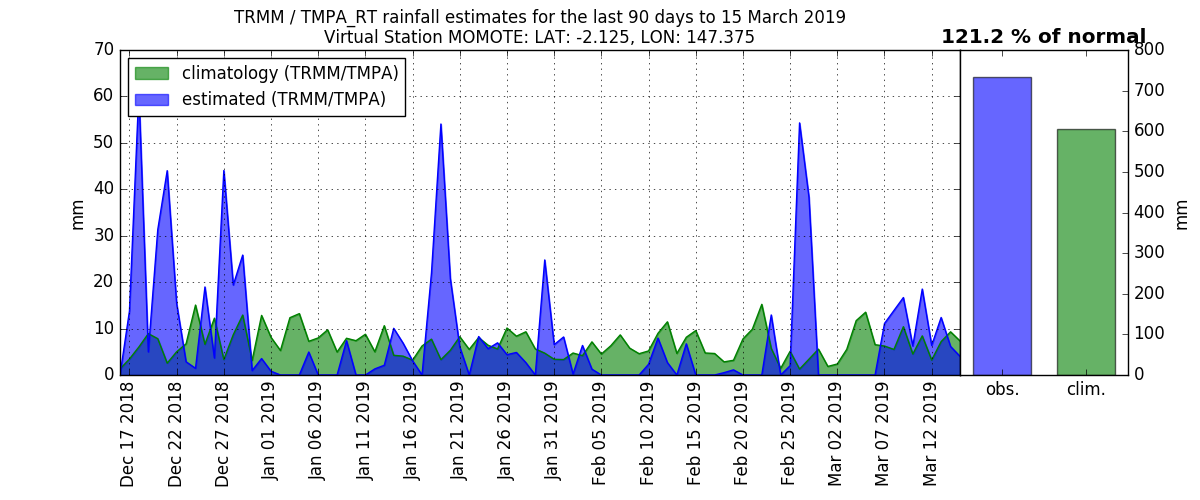 TRMM / TMPA_RT rainfall estimates for the last 90 days to 15 March 2019
Virtual Station MOMOTE: LAT: -2.125, LON: 147.375
121.2 % of normal
climatology (TRMM/TMPA)
estimated (TRMM/TMPA)
70
60
50
40
30
20
10
0
mm
Dec 17 2018
Dec 22 2018
Dec 27 2018
Jan 01 2019
Jan 06 2019
Jan 11 2019
Jan 16 2019
Jan 21 2019
Jan 26 2019
Jan 31 2019
Feb 05 2019
Feb 10 2019
Feb 15 2019
Feb 20 2019
Feb 25 2019
Mar 02 2019
Mar 07 2019
Mar 12 2019
800
700
600
500
400
300
200
100
0
mm
obs.
clim.